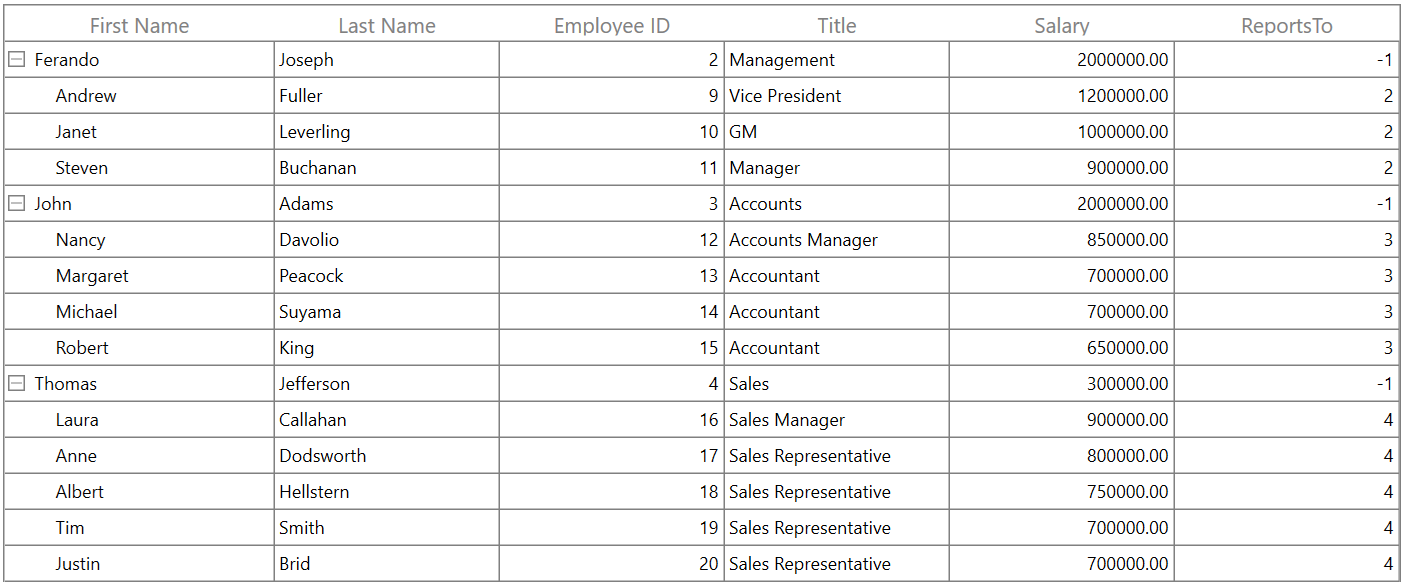 First Name Last Name Employee ID Title Salary ReportsTo
Ferando Joseph 2 Management 2000000.00 -1
Andrew Fuller 9 Vice President 1200000.00 2
Janet Leverling 10 GM 1000000.00 2
Steven Buchanan 11 Manager 900000.00 2
John Adams 3 Accounts 2000000.00 -1
Nancy Davolio 12 Accounts Manager 850000.00 3
Margaret Peacock 13 Accountant 700000.00 3
Michael Suyama 14 Accountant 700000.00 3
Robert King 15 Accountant 650000.00 3
Thomas Jefferson 4 Sales 300000.00 -1
Laura Callahan 16 Sales Manager 900000.00 4
Anne Dodsworth 17 Sales Representative 800000.00 4
Albert Hellstern 18 Sales Representative 750000.00 4
Tim Smith 19 Sales Representative 700000.00 4
Justin Brid 20 Sales Representative 700000.00 4